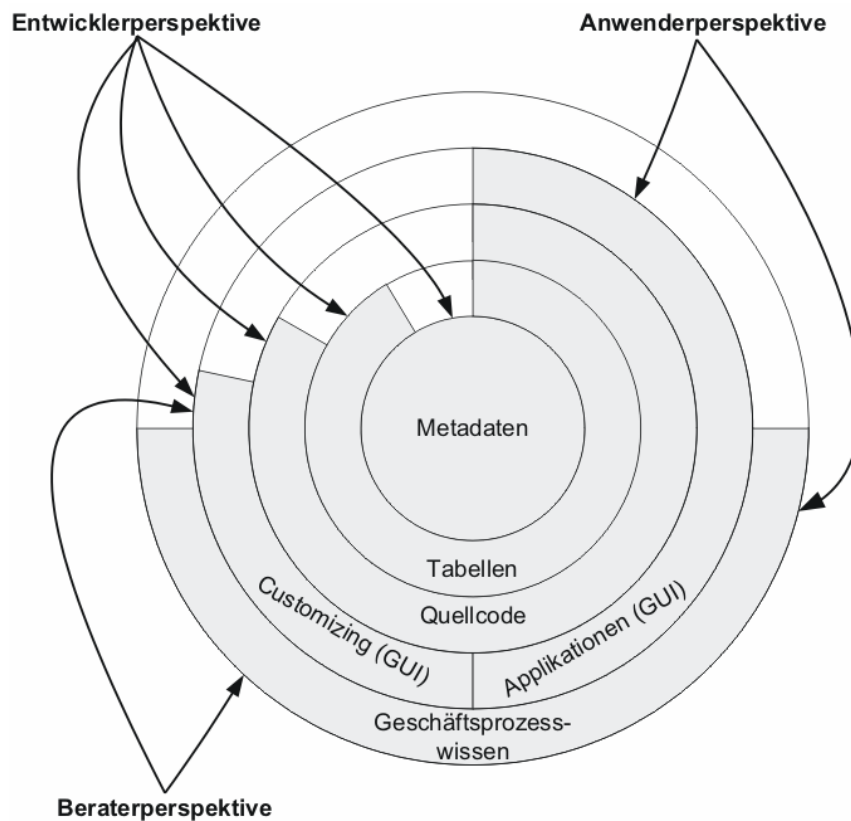 Entwicklerperspektive
Anwenderperspektive
Metadaten
Tabellen
Quellcode
Customizing (GUI)
Applikationen (GUI)
Geschäftsprozess-
wissen
Beraterperspektive